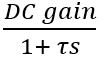 DC gain
1+ τs